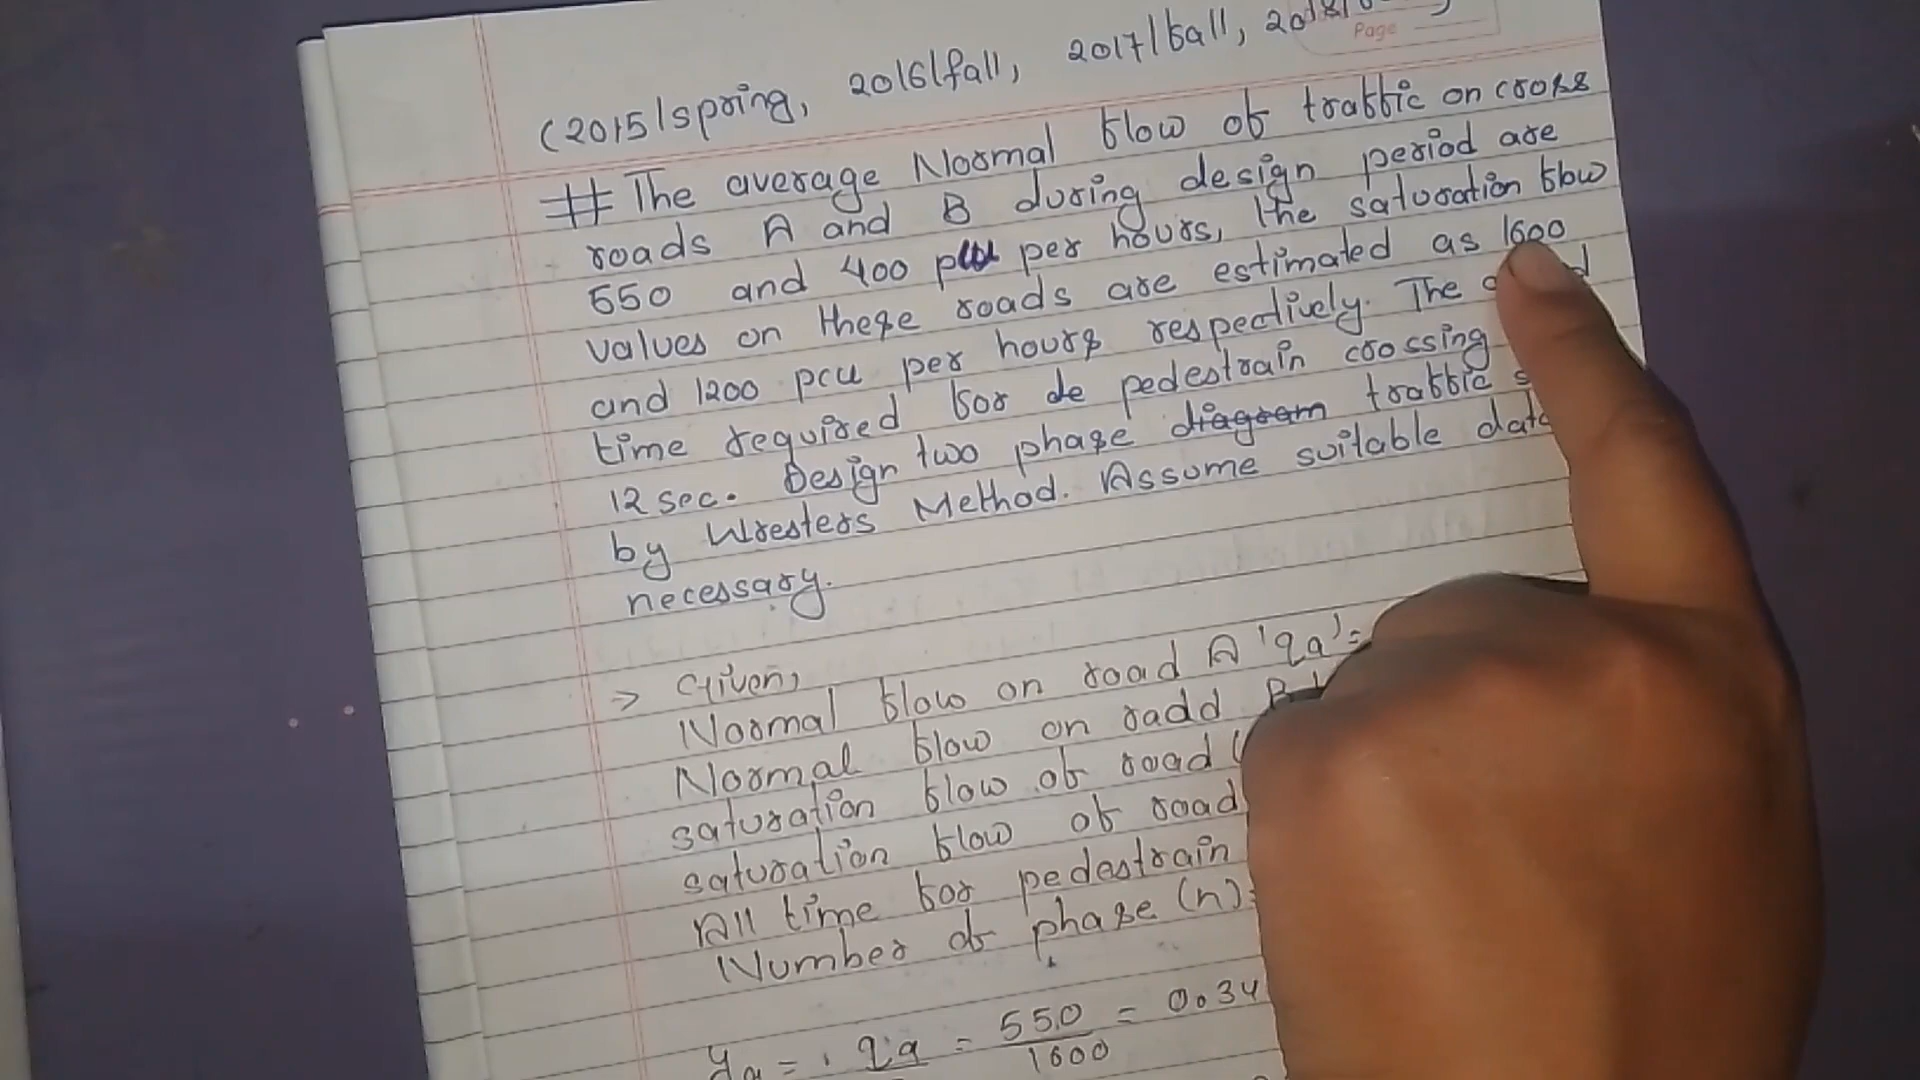 (2015/spring, 2016/fall, 2017/fall, 2018/
Page
# The average Normal flow of traffic on cross
roads A and B during design period are
550 and 400 pcu per hours, the saturation flow
values on these roads are estimated as 1600
and 1200 pcu per hours respectively. The
time required for de pedestrain crossing
12 sec. Design two phase diagram traffic
by Wresters Method. Assume suitable data
necessary.
→ Given,
Normal flow on road A 'qa' =
Normal flow on radd B
saturation flow of road
saturation flow of road
All time for pedestrain
Number of phase (n) =
ya = qa = 550 = 0.34
1600